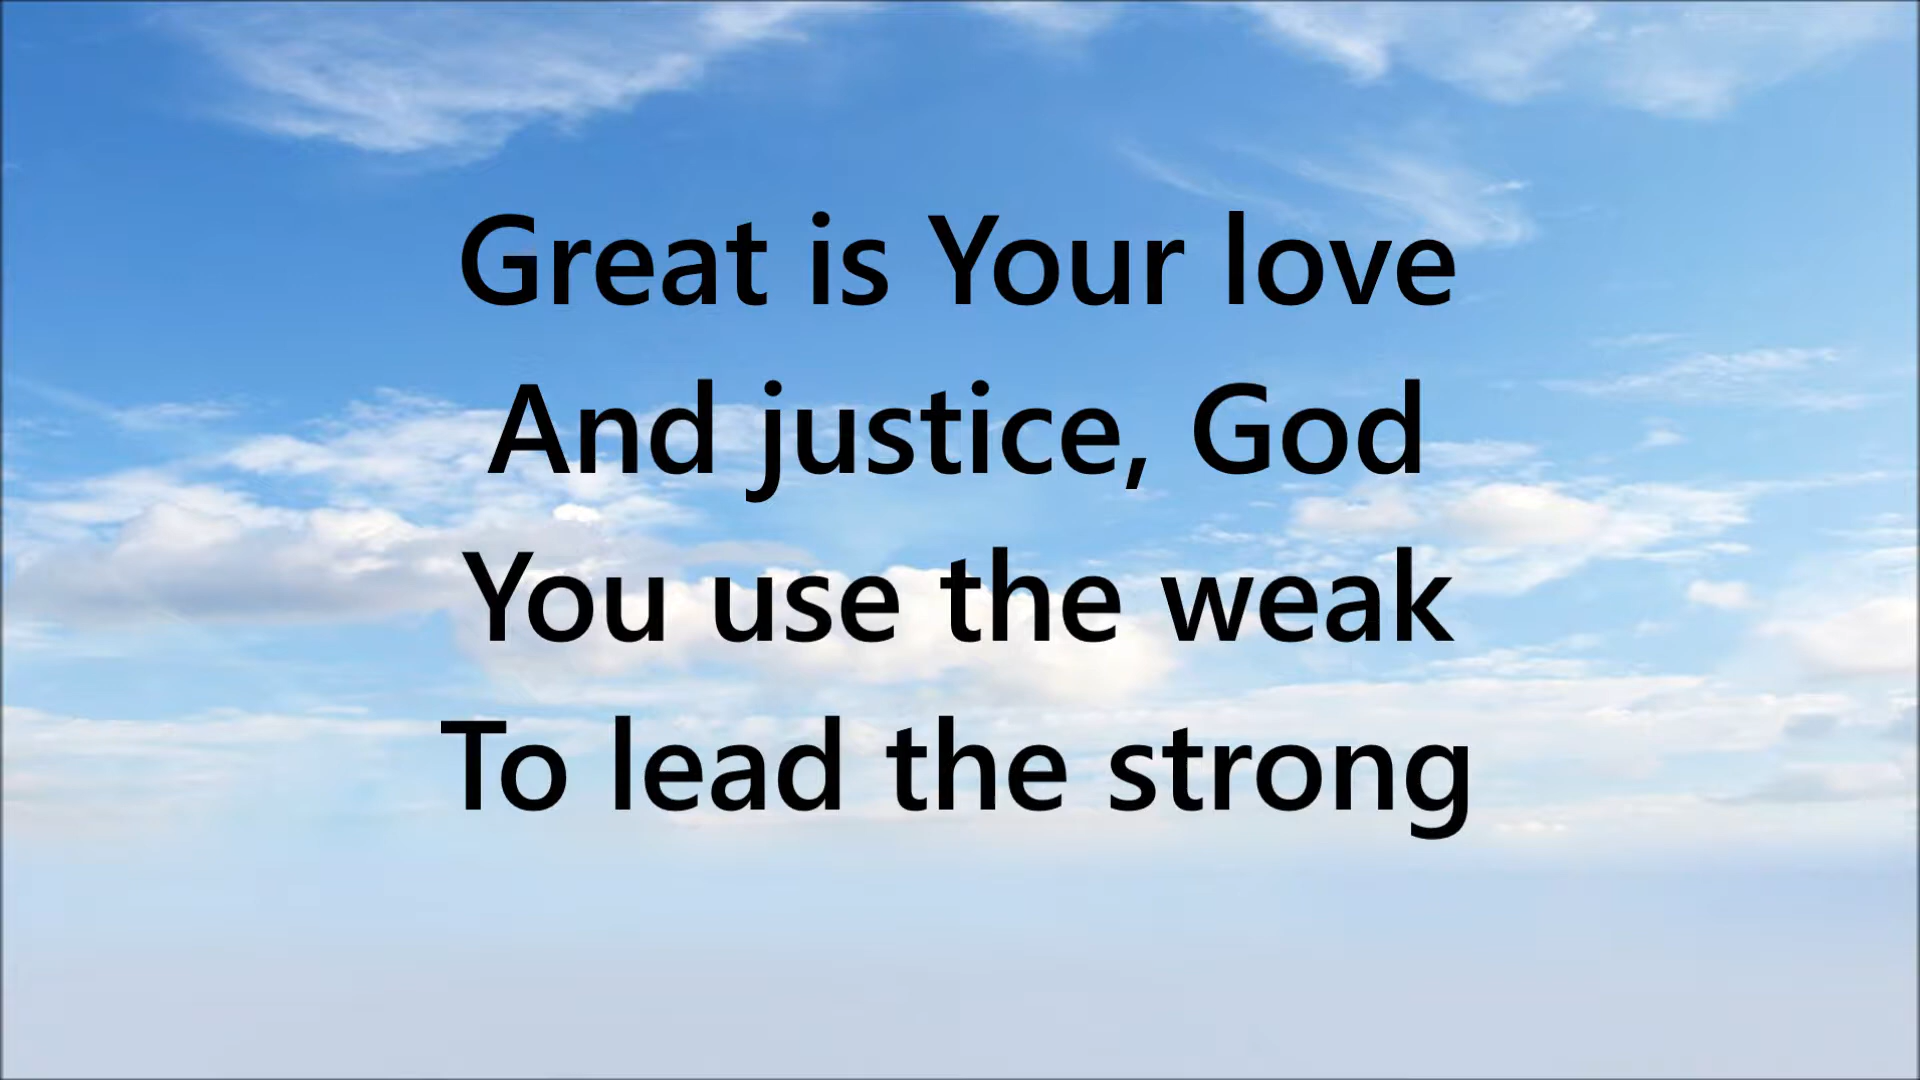 Great is Your love
And justice, God
You use the weak
To lead the strong